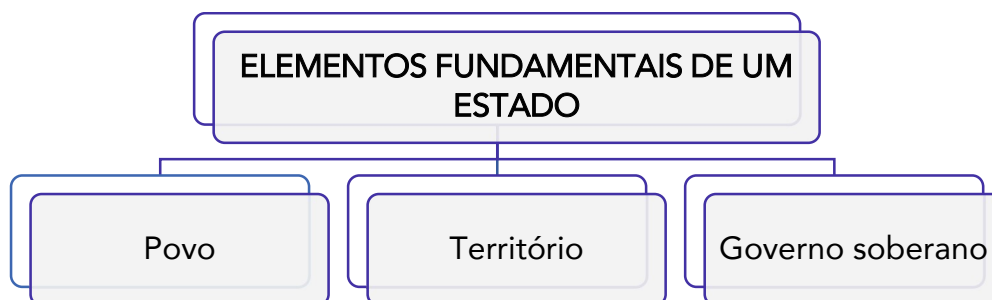 ELEMENTOS FUNDAMENTAIS DE UM
ESTADO
Povo
Território
Governo soberano